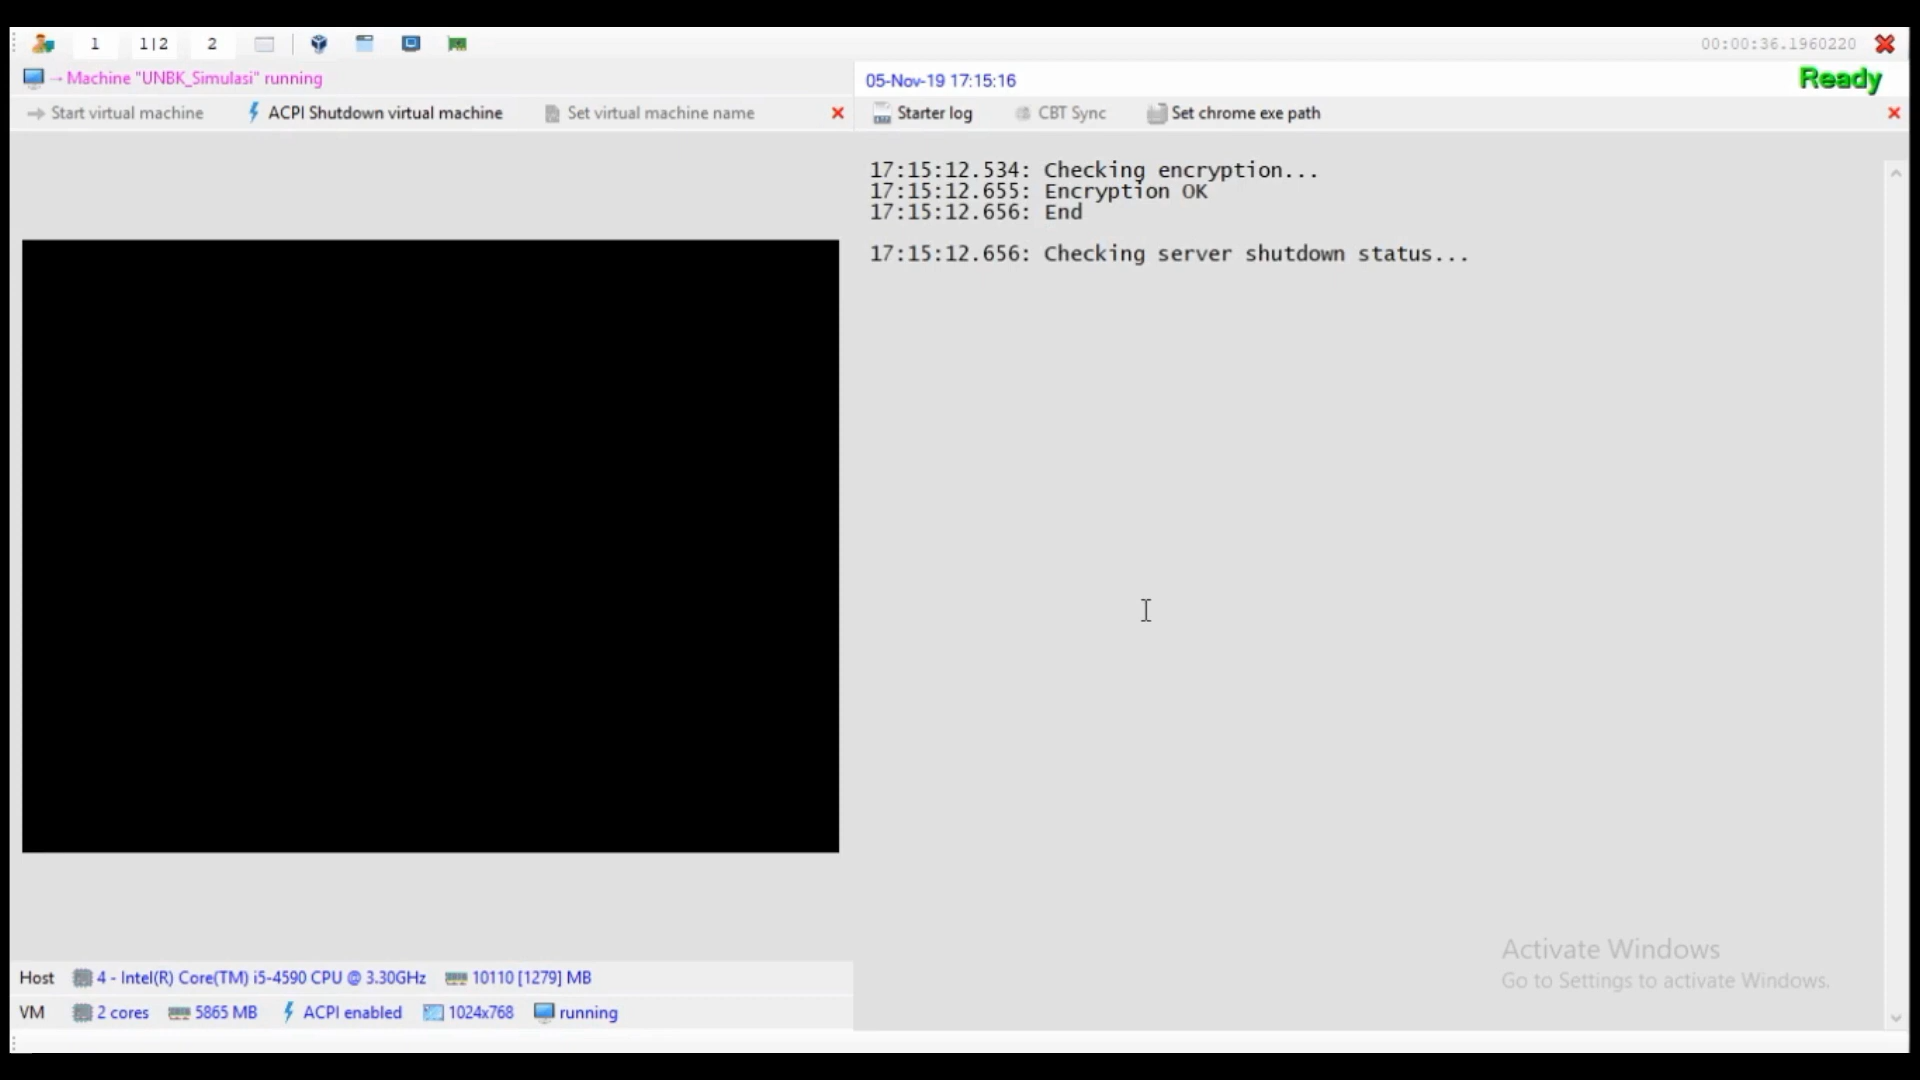 1
1|2
2
00:00:36.1960220
→ Machine "UNBK_Simulasi" running
05-Nov-19 17:15:16
Ready
Start virtual machine
ACPI Shutdown virtual machine
Set virtual machine name
Starter log
CBT Sync
Set chrome exe path
17:15:12.534: Checking encryption...
17:15:12.655: Encryption OK
17:15:12.656: End
17:15:12.656: Checking server shutdown status...
Activate Windows
Go to Settings to activate Windows.
Host 4 - Intel(R) Core(TM) i5-4590 CPU @ 3.30GHz 10110 [1279] MB
VM 2 cores 5865 MB ACPI enabled 1024x768 running